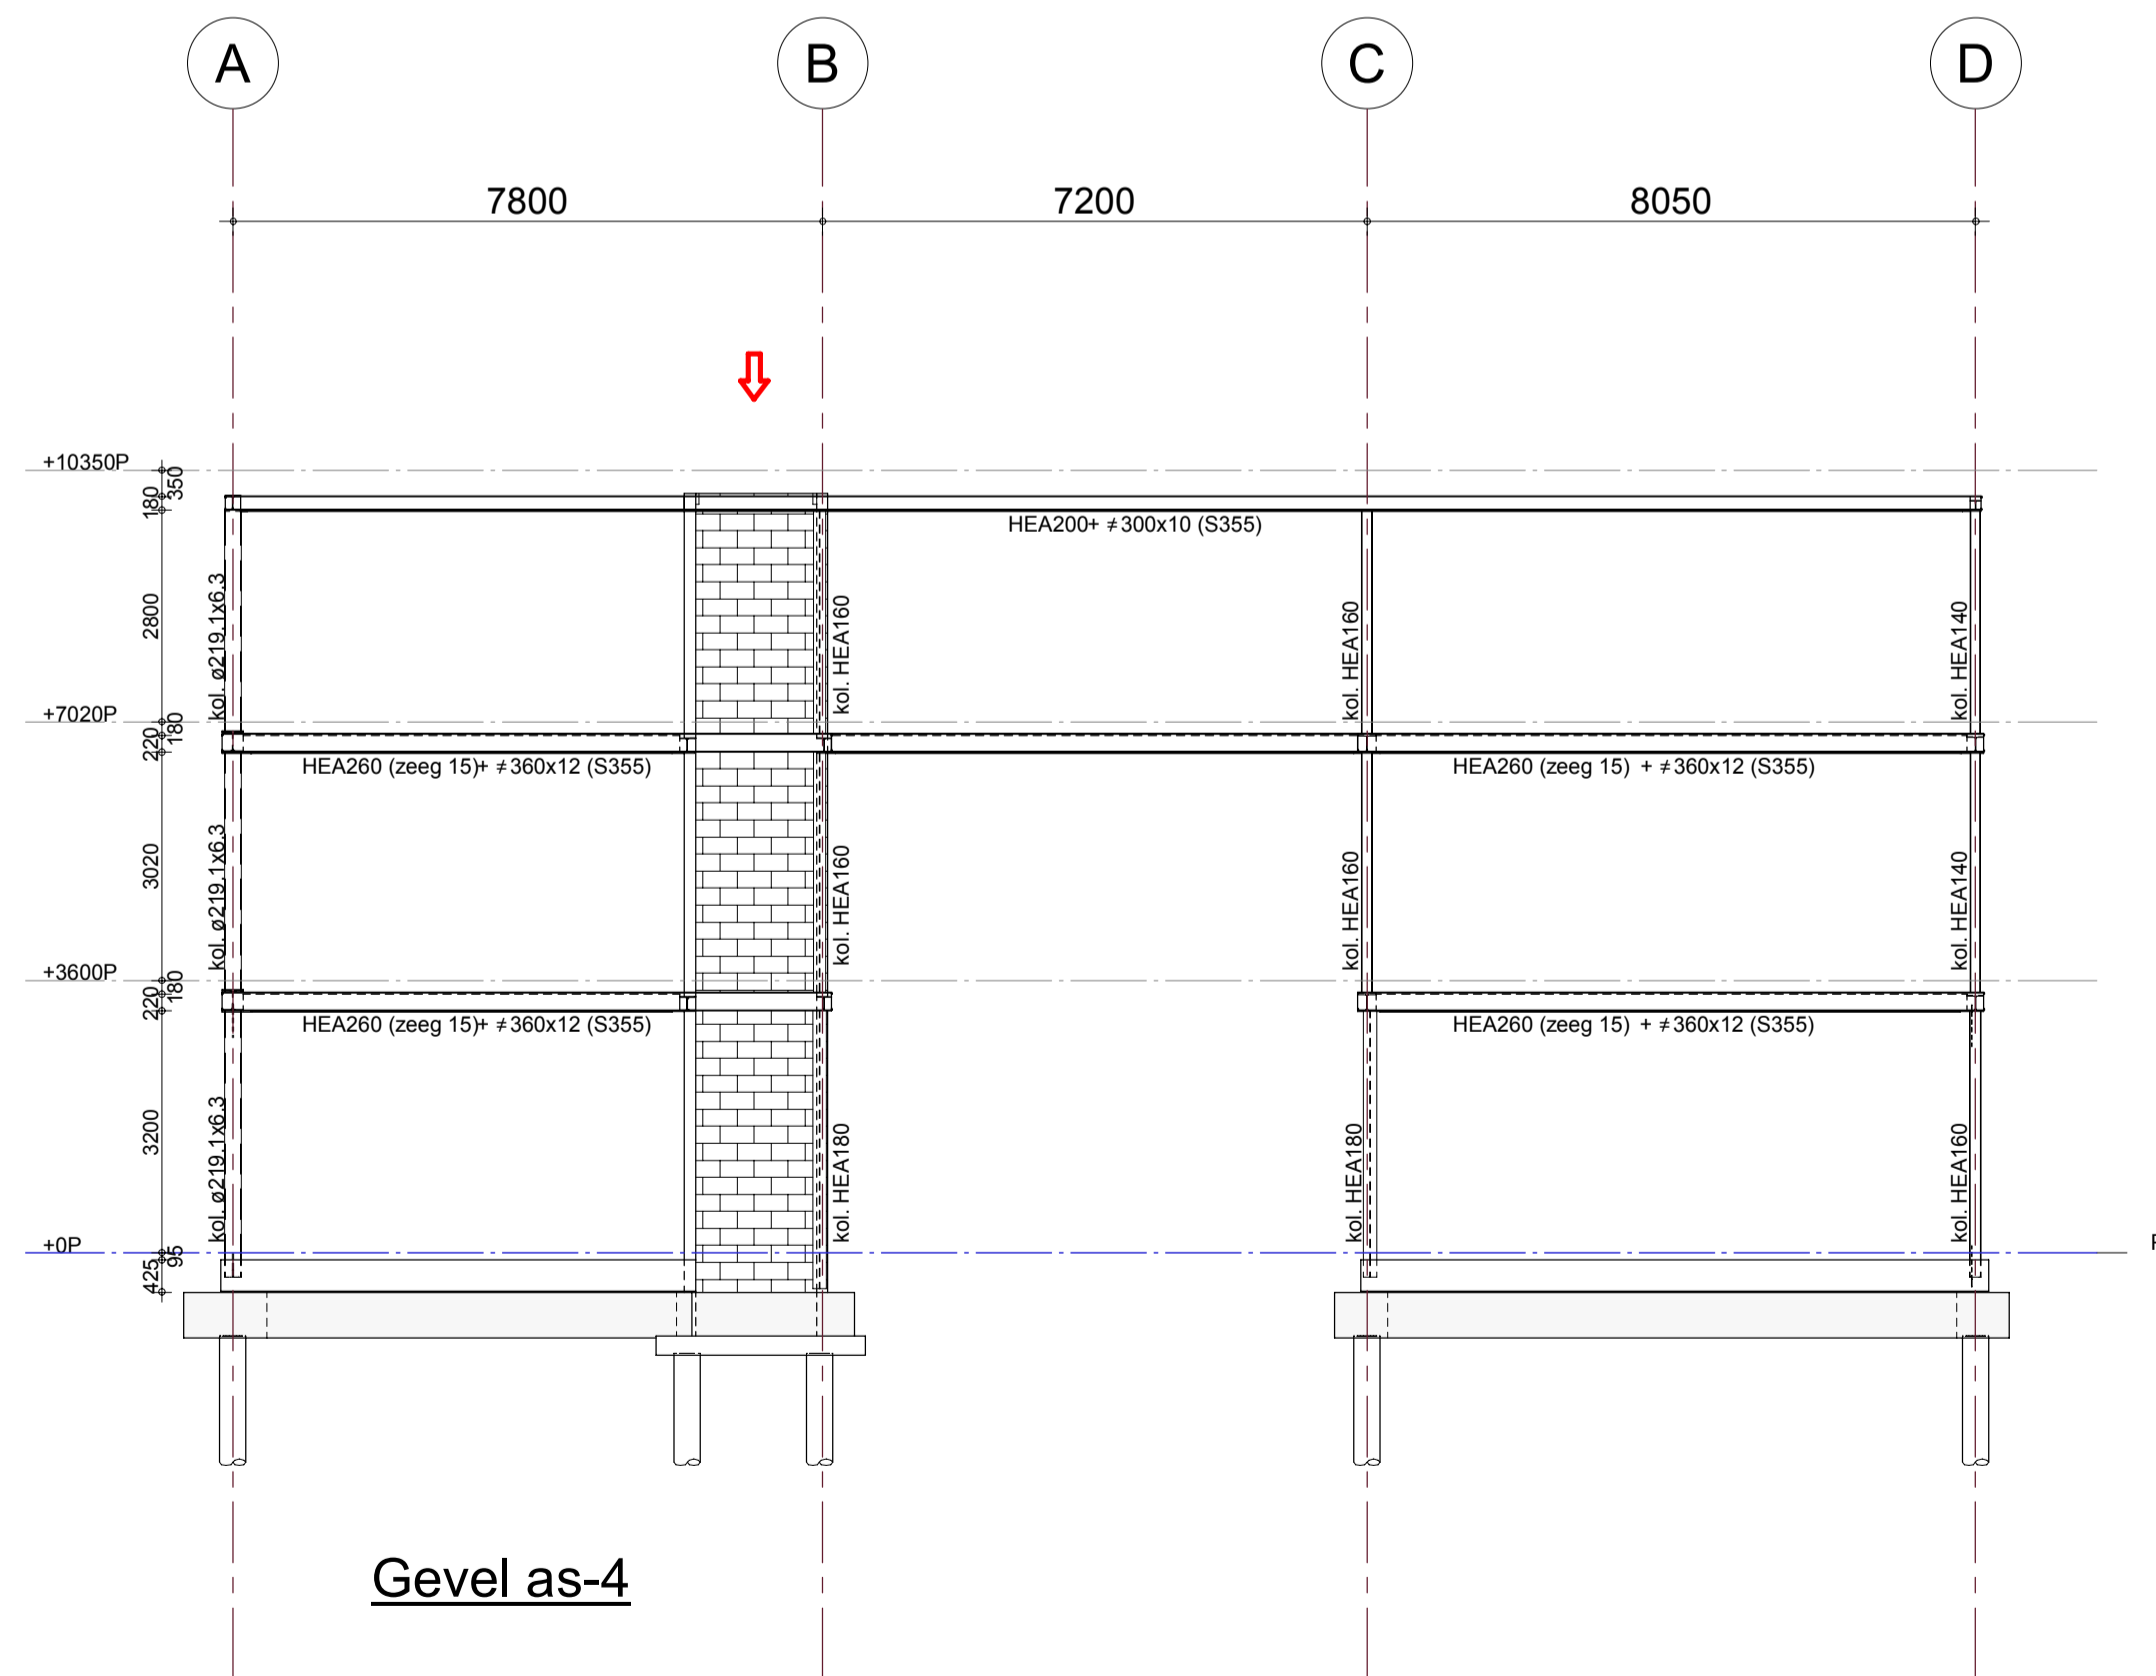 A B C D
7800 7200 8050
+10350P
350
180
HEA200+ ≠300x10 (S355)
2800
kol. ø219.1x6.3
kol. HEA160
kol. HEA160
kol. HEA140
+7020P
180
220
HEA260 (zeeg 15)+ ≠360x12 (S355)
HEA260 (zeeg 15) + ≠360x12 (S355)
3020
kol. ø219.1x6.3
kol. HEA160
kol. HEA160
kol. HEA140
+3600P
180
220
HEA260 (zeeg 15)+ ≠360x12 (S355)
HEA260 (zeeg 15) + ≠360x12 (S355)
3200
kol. ø219.1x6.3
kol. HEA180
kol. HEA180
kol. HEA160
+0P
95
425
Gevel as-4